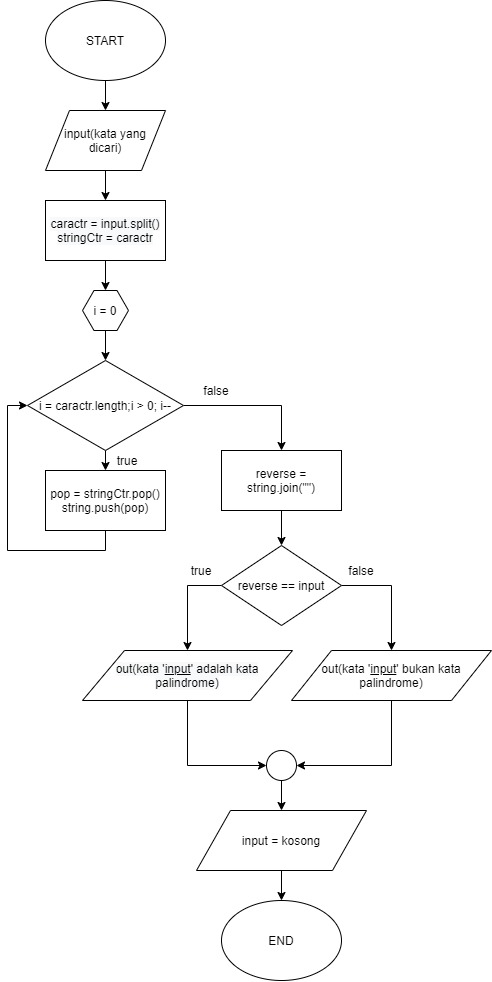 START
input(kata yang
dicari)
caractr = input.split()
stringCtr = caractr
i = 0
i = caractr.length;i > 0; i--
false
true
pop = stringCtr.pop()
string.push(pop)
reverse =
string.join("")
reverse == input
true
false
out(kata 'input' adalah kata
palindrome)
out(kata 'input' bukan kata
palindrome)
input = kosong
END